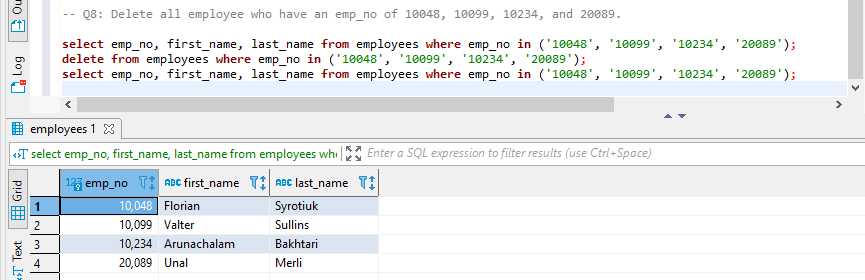 Ou
-- Q8: Delete all employee who have an emp_no of 10048, 10099, 10234, and 20089.
select emp_no, first_name, last_name from employees where emp_no in ('10048', '10099', '10234', '20089');
delete from employees where emp_no in ('10048', '10099', '10234', '20089');
select emp_no, first_name, last_name from employees where emp_no in ('10048', '10099', '10234', '20089');
Log
employees 1
select emp_no, first_name, last_name from employees whe
Enter a SQL expression to filter results (use Ctrl+Space)
Grid
Text
123 emp_no ABC first_name ABC last_name
1 10,048 Florian Syrotiuk
2 10,099 Valter Sullins
3 10,234 Arunachalam Bakhtari
4 20,089 Unal Merli